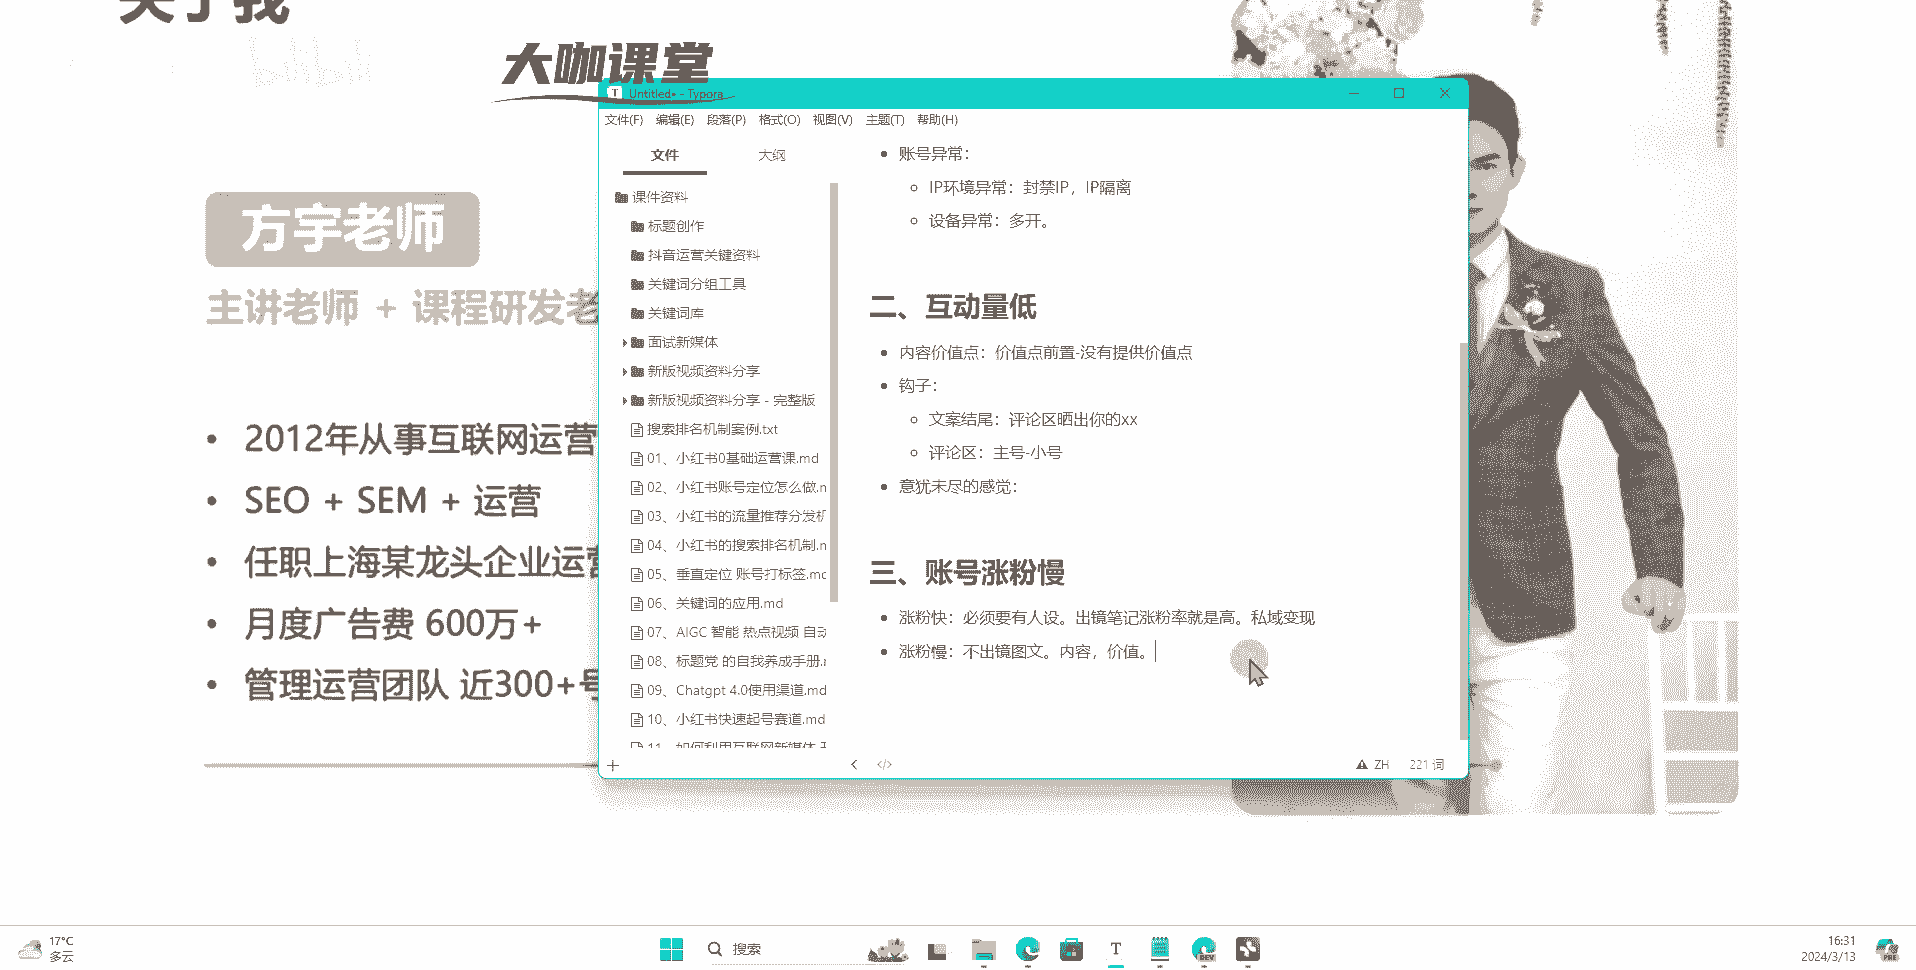 关于我
bilibili
大咖课堂
方宇老师
主讲老师 + 课程研发老
2012年从事互联网运营
SEO + SEM + 运营
任职上海某龙头企业运营
月度广告费 600万+
管理运营团队 近300+号
Untitled• - Typora
文件(F) 编辑(E) 段落(P) 格式(O) 视图(V) 主题(T) 帮助(H)
文件 大纲
课件资料
标题创作
抖音运营关键资料
关键词分组工具
关键词库
面试新媒体
新版视频资料分享
新版视频资料分享 - 完整版
搜索排名机制案例.txt
01、小红书0基础运营课.md
02、小红书账号定位怎么做.n
03、小红书的流量推荐分发机
04、小红书的搜索排名机制.n
05、垂直定位 账号打标签.mc
06、关键词的应用.md
07、AIGC 智能 热点视频 自动
08、标题党 的自我养成手册.
09、Chatgpt 4.0使用渠道.md
10、小红书快速起号赛道.md
11、如何利用互联网新媒体
账号异常：
IP环境异常：封禁IP，IP隔离
设备异常：多开。
二、互动量低
内容价值点：价值点前置-没有提供价值点
钩子：
文案结尾：评论区晒出你的xx
评论区：主号-小号
意犹未尽的感觉：
三、账号涨粉慢
涨粉快：必须要有人设。出镜笔记涨粉率就是高。私域变现
涨粉慢：不出镜图文。内容，价值。
</> ZH 221 词
17°C
多云
搜索
T
DEV
16:31
2024/3/13
PRE